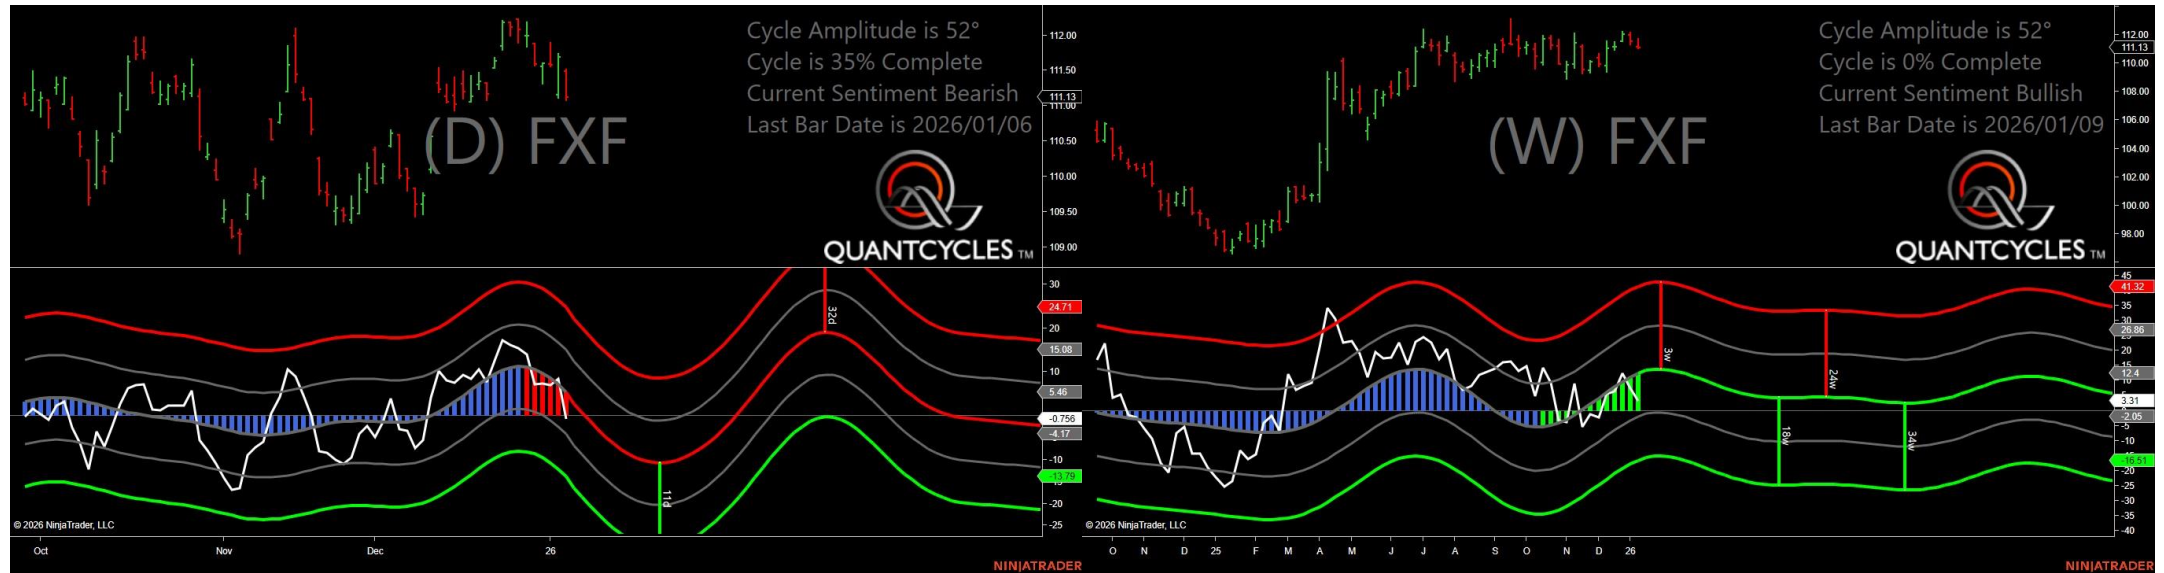 Cycle Amplitude is 52°
Cycle is 35% Complete
Current Sentiment Bearish
Last Bar Date is 2026/01/06
(D) FXF
QUANTCYCLES TM
112.00
111.50
111.13
111.00
110.50
110.00
109.50
109.00
30
24.71
20
15.08
10
5.46
-0.756
-4.17
-10
-13.79
-20
-25
32d
11d
© 2026 NinjaTrader, LLC
Oct Nov Dec 26
NINJATRADER
Cycle Amplitude is 52°
Cycle is 0% Complete
Current Sentiment Bullish
Last Bar Date is 2026/01/09
(W) FXF
QUANTCYCLES TM
112.00
111.13
110.00
108.00
106.00
104.00
102.00
100.00
98.00
45
41.32
35
30
26.86
20
15
12.4
3.31
-2.05
-5
-10
-16.51
-20
-25
-30
-35
-40
3w
24w
18w
34w
© 2026 NinjaTrader, LLC
O N D 25 F M A M J J A S O N D 26
NINJATRADER